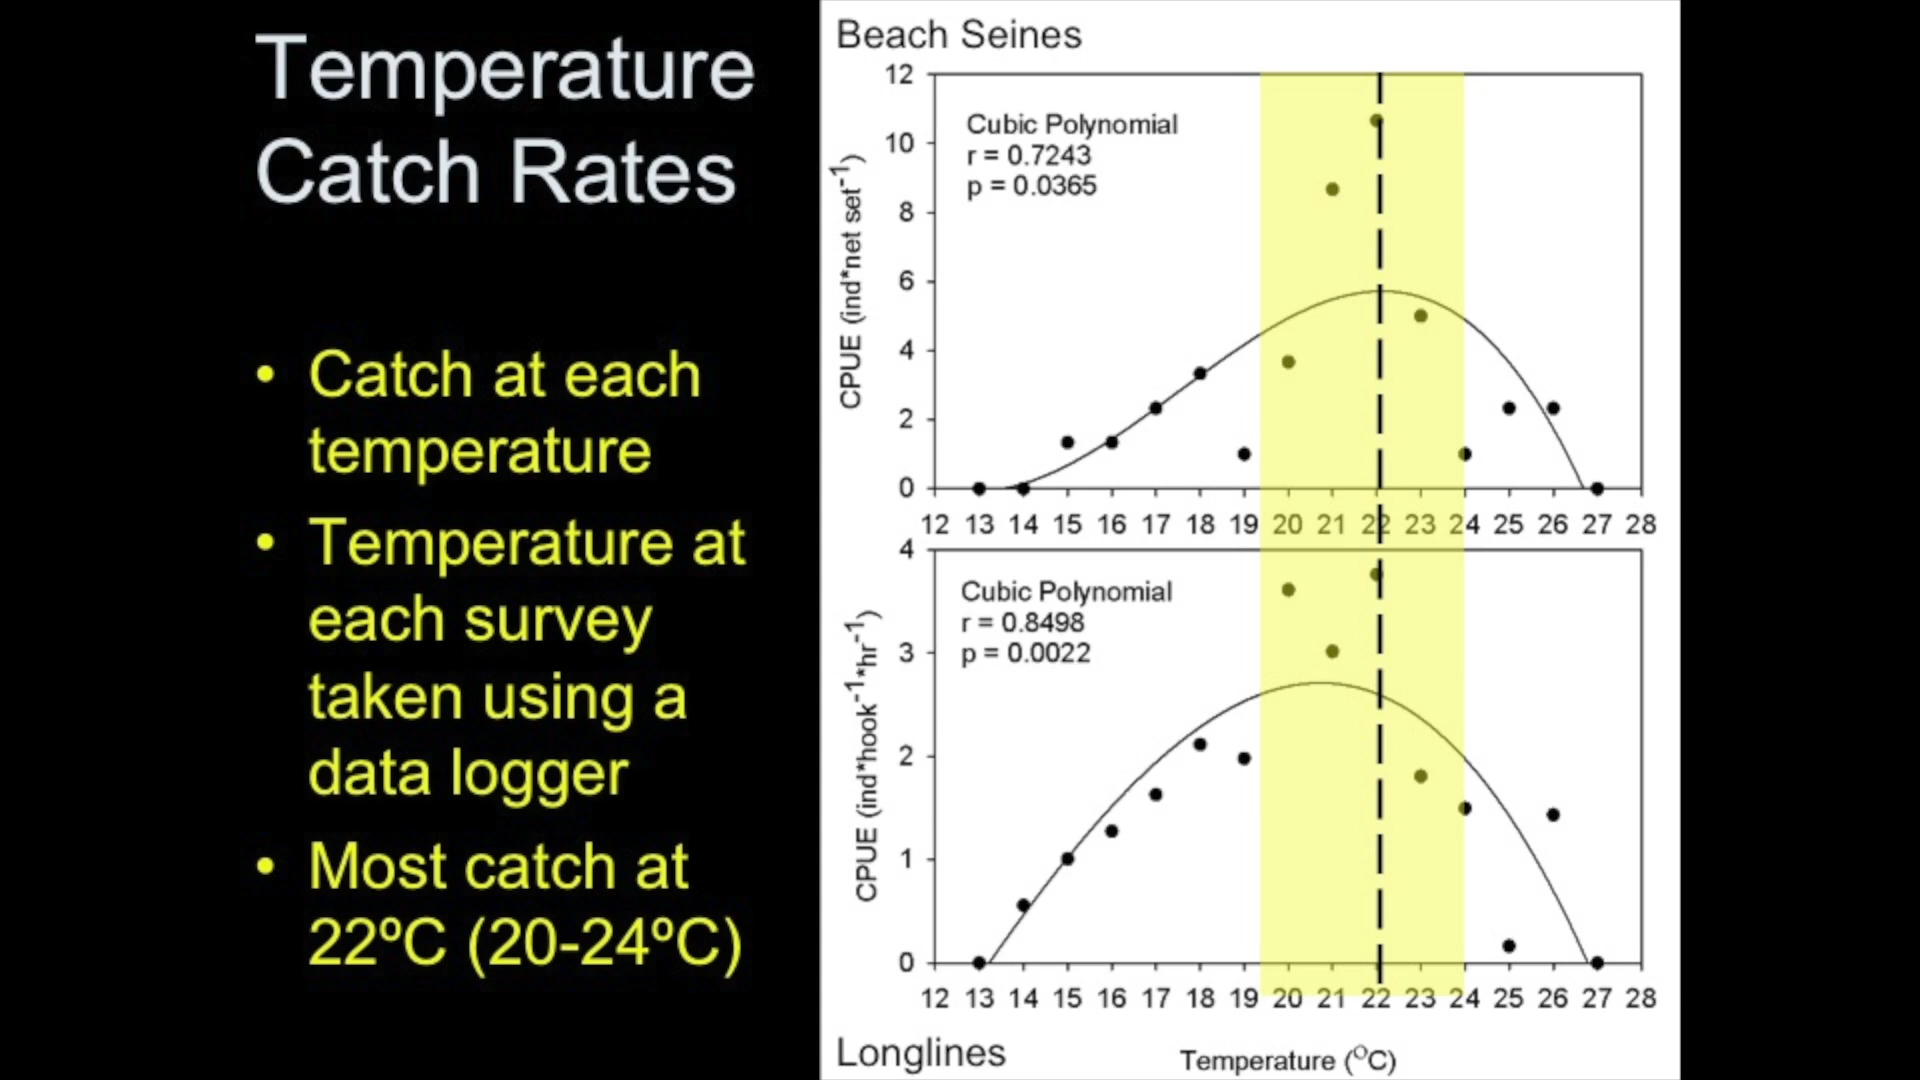 Temperature
Catch Rates
• Catch at each
temperature
• Temperature at
each survey
taken using a
data logger
• Most catch at
22ºC (20-24ºC)
Beach Seines
12
10
8
6
4
2
0
CPUE (ind*net set⁻¹)
Cubic Polynomial
r = 0.7243
p = 0.0365
12 13 14 15 16 17 18 19 20 21 22 23 24 25 26 27 28
4
3
2
1
0
CPUE (ind*hook⁻¹*hr⁻¹)
Cubic Polynomial
r = 0.8498
p = 0.0022
12 13 14 15 16 17 18 19 20 21 22 23 24 25 26 27 28
Longlines
Temperature (ºC)